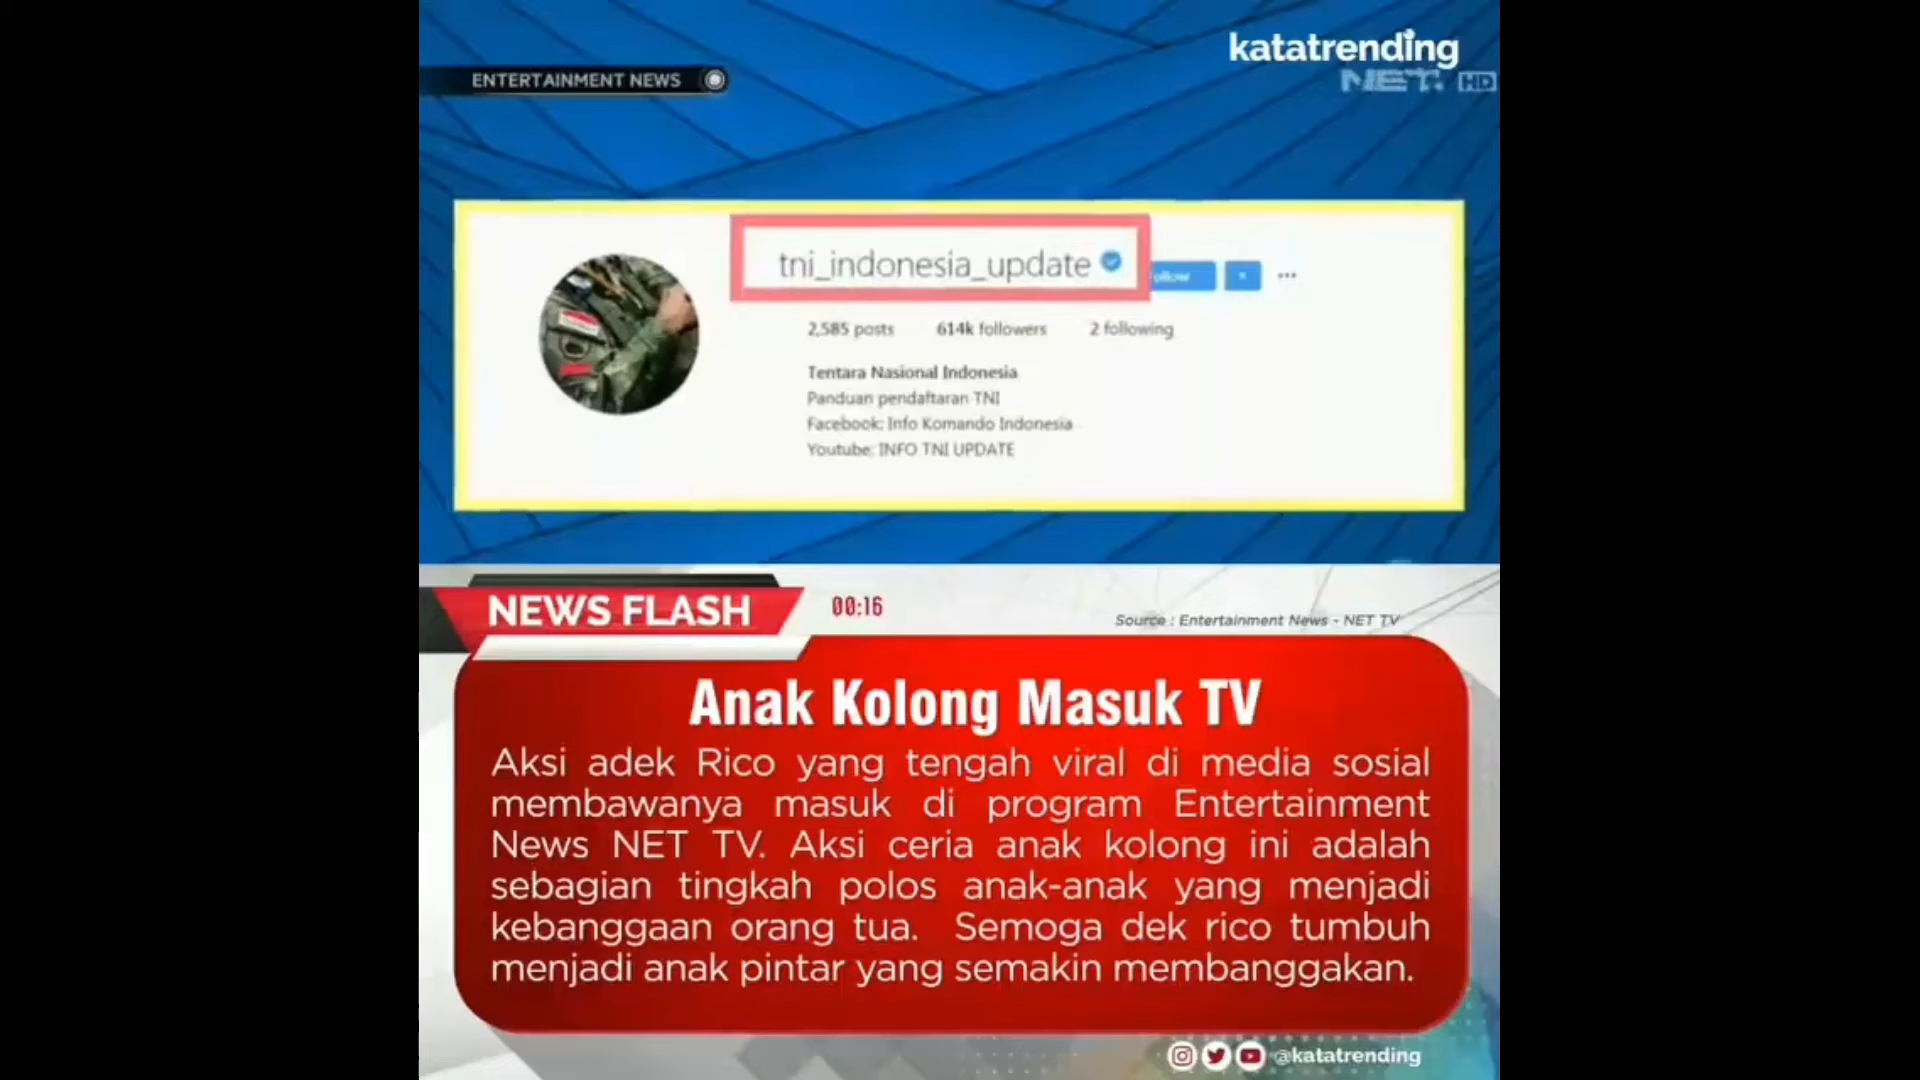 katatrending
NET. HD
ENTERTAINMENT NEWS
tni_indonesia_update
ollow
2,585 posts 614k followers 2 following
Tentara Nasional Indonesia
Panduan pendaftaran TNI
Facebook: Info Komando Indonesia
Youtube: INFO TNI UPDATE
NEWS FLASH
00:16
Source : Entertainment News - NET TV
Anak Kolong Masuk TV
Aksi adek Rico yang tengah viral di media sosial
membawanya masuk di program Entertainment
News NET TV. Aksi ceria anak kolong ini adalah
sebagian tingkah polos anak-anak yang menjadi
kebanggaan orang tua. Semoga dek rico tumbuh
menjadi anak pintar yang semakin membanggakan.
@katatrending